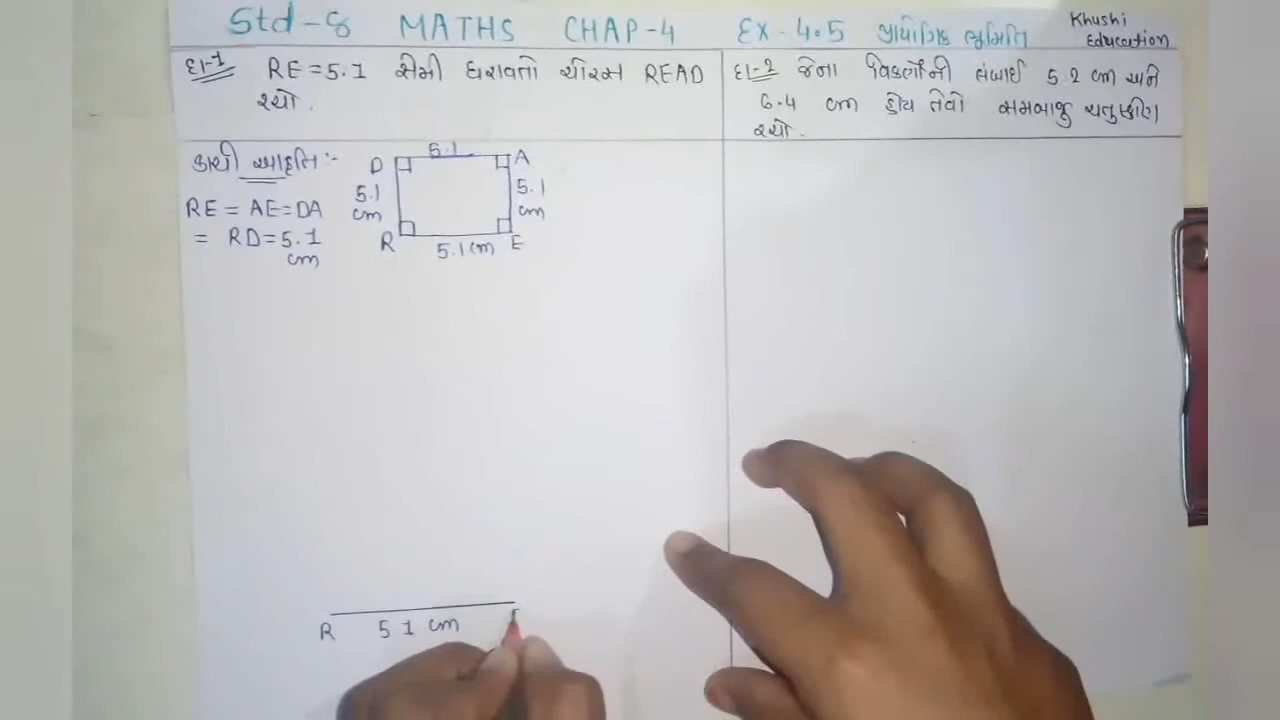 Std-8 MATHS CHAP-4 EX-4.5 પ્રાયોગિક ભૂમિતિ
Khushi
Education
દા-1 RE=5.1 સેમી ધરાવતો ચોરસ READ
રચો.
દા-2 જેના વિકર્ણોની લંબાઈ 5.2 cm અને
6.4 cm હોય તેવો સમબાજુ ચતુષ્કોણ
રચો.
કાચી આકૃતિ :-
RE = AE = DA
= RD = 5.1
cm
5.1
D A
5.1 5.1
cm cm
R E
5.1 cm
R 5 1 cm